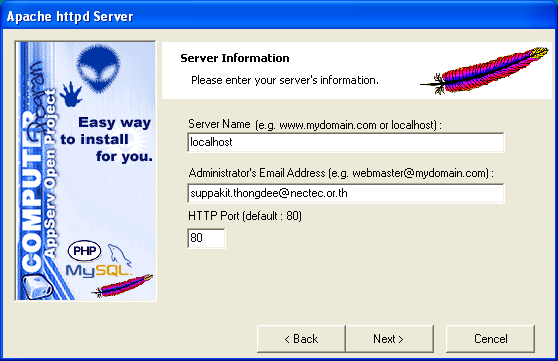 Apache httpd Server
COMPUTER
Program
AppServ Open Project
Easy way
to install
for you.
PHP
MySQL
Server Information
Please enter your server's information.
Server Name (e.g. www.mydomain.com or localhost) :
localhost
Administrator's Email Address (e.g. webmaster@mydomain.com) :
suppakit.thongdee@nectec.or.th
HTTP Port (default : 80)
80
< Back
Next >
Cencel